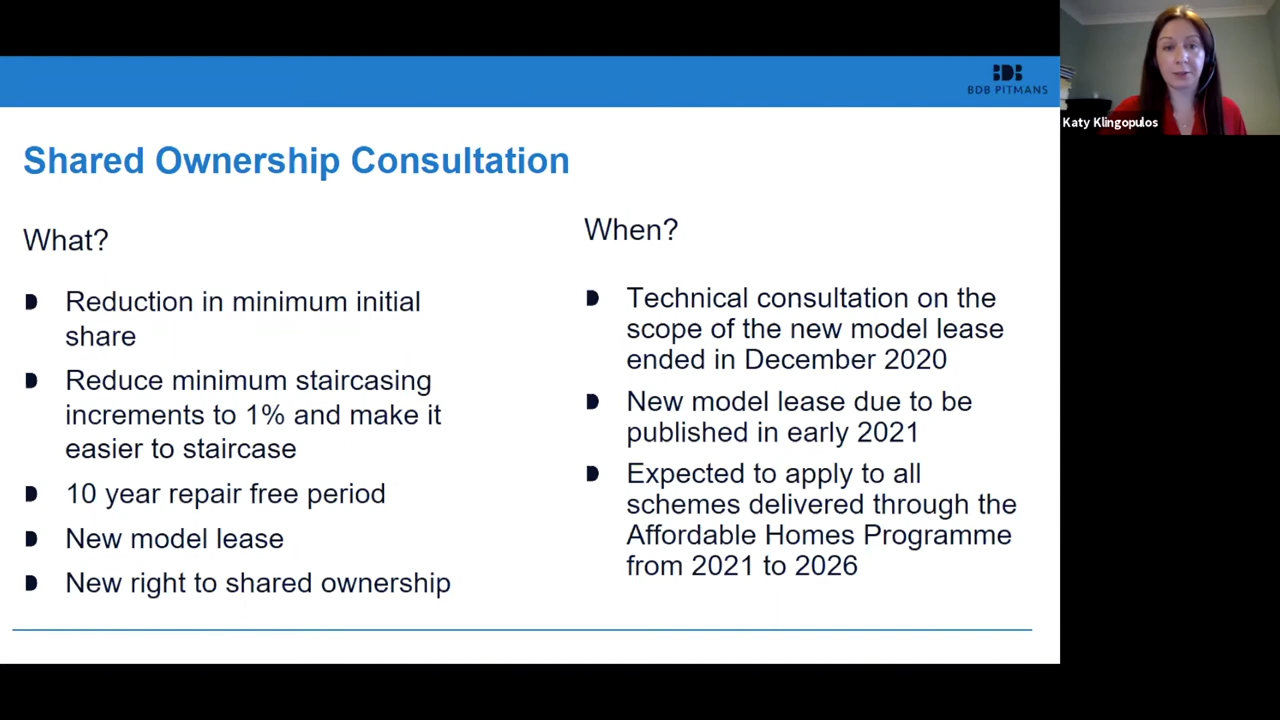 BDB
BDB PITMANS
Katy Klingopulos
Shared Ownership Consultation
What?
Reduction in minimum initial
share
Reduce minimum staircasing
increments to 1% and make it
easier to staircase
10 year repair free period
New model lease
New right to shared ownership
When?
Technical consultation on the
scope of the new model lease
ended in December 2020
New model lease due to be
published in early 2021
Expected to apply to all
schemes delivered through the
Affordable Homes Programme
from 2021 to 2026